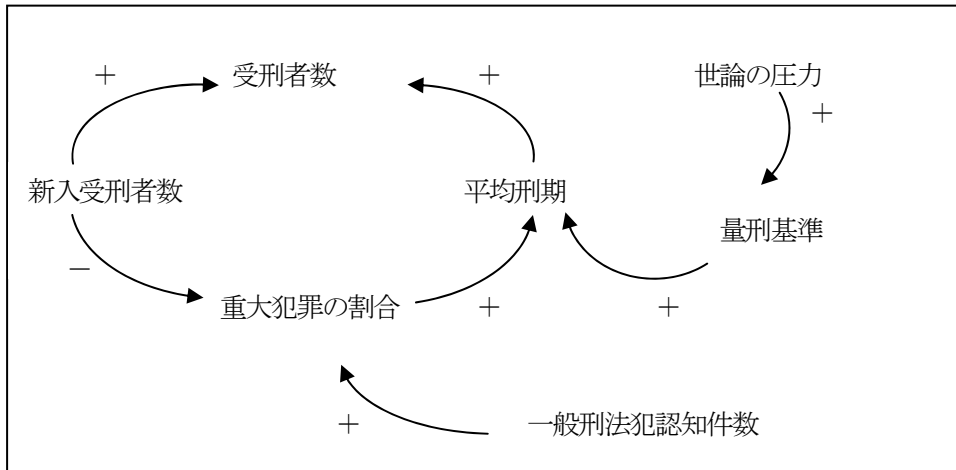 ＋ 受刑者数 ＋ 世論の圧力
＋
新入受刑者数 平均刑期
量刑基準
－
重大犯罪の割合 ＋ ＋
＋ 一般刑法犯認知件数